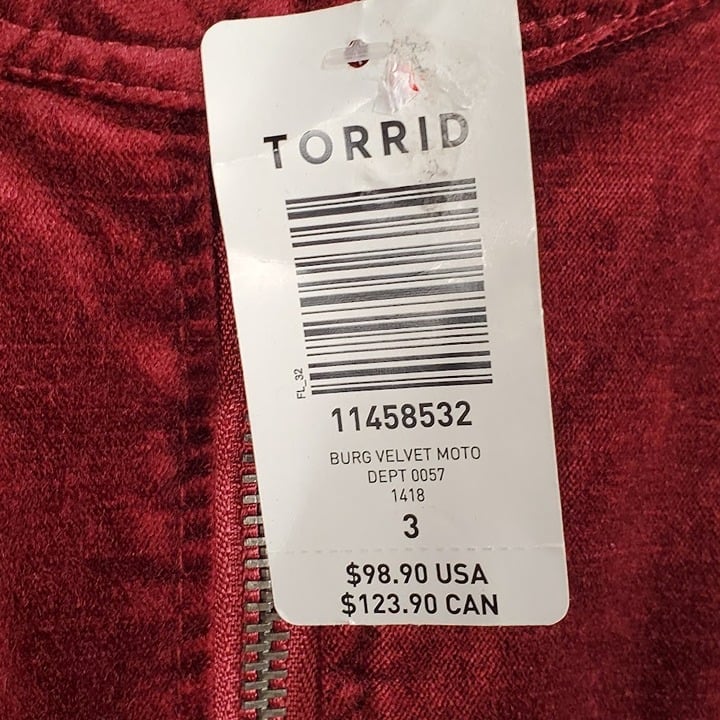 TORRID
FL_32
11458532
BURG VELVET MOTO
DEPT 0057
1418
3
$98.90 USA
$123.90 CAN